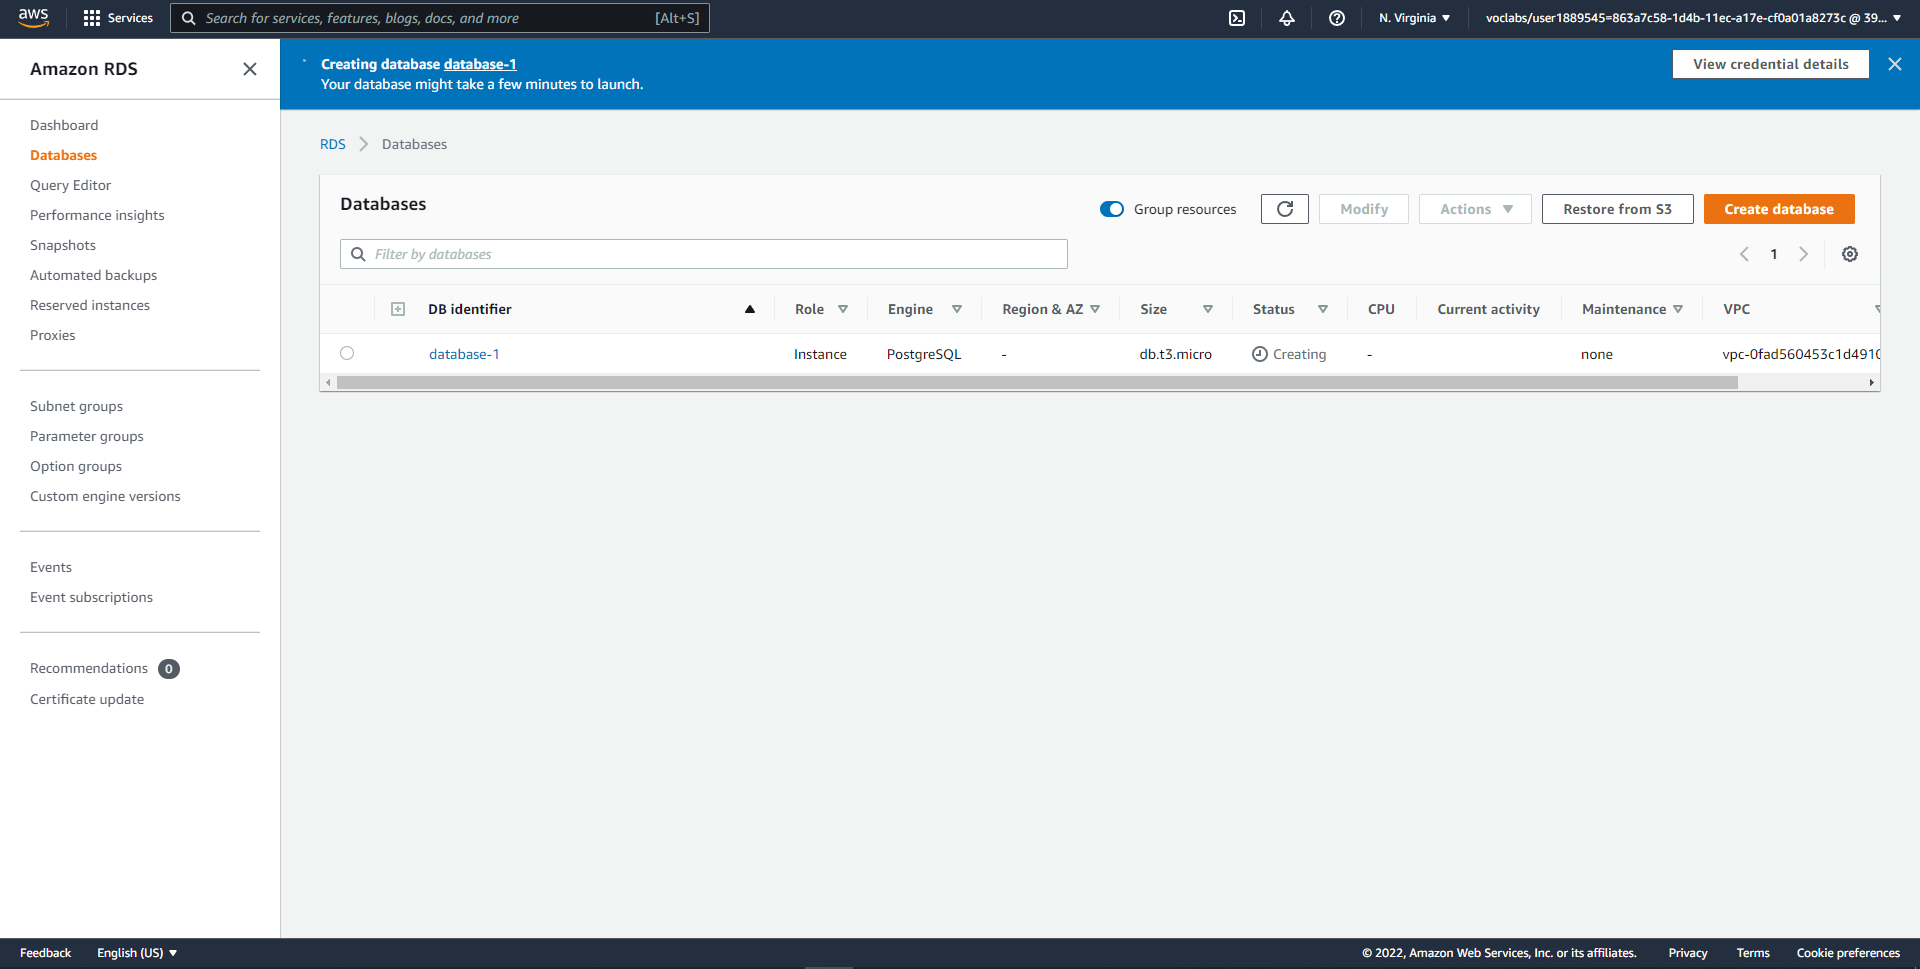 aws
Services
Search for services, features, blogs, docs, and more
[Alt+S]
N. Virginia
voclabs/user1889545=863a7c58-1d4b-11ec-a17e-cf0a01a8273c @ 39...
Amazon RDS
Dashboard
Databases
Query Editor
Performance insights
Snapshots
Automated backups
Reserved instances
Proxies
Subnet groups
Parameter groups
Option groups
Custom engine versions
Events
Event subscriptions
Recommendations 0
Certificate update
Creating database database-1
Your database might take a few minutes to launch.
View credential details
RDS Databases
Databases
Group resources
Modify
Actions
Restore from S3
Create database
Filter by databases
1
DB identifier Role Engine Region & AZ Size Status CPU Current activity Maintenance VPC
database-1 Instance PostgreSQL - db.t3.micro Creating - none vpc-0fad560453c1d4910
Feedback English (US)
© 2022, Amazon Web Services, Inc. or its affiliates. Privacy Terms Cookie preferences